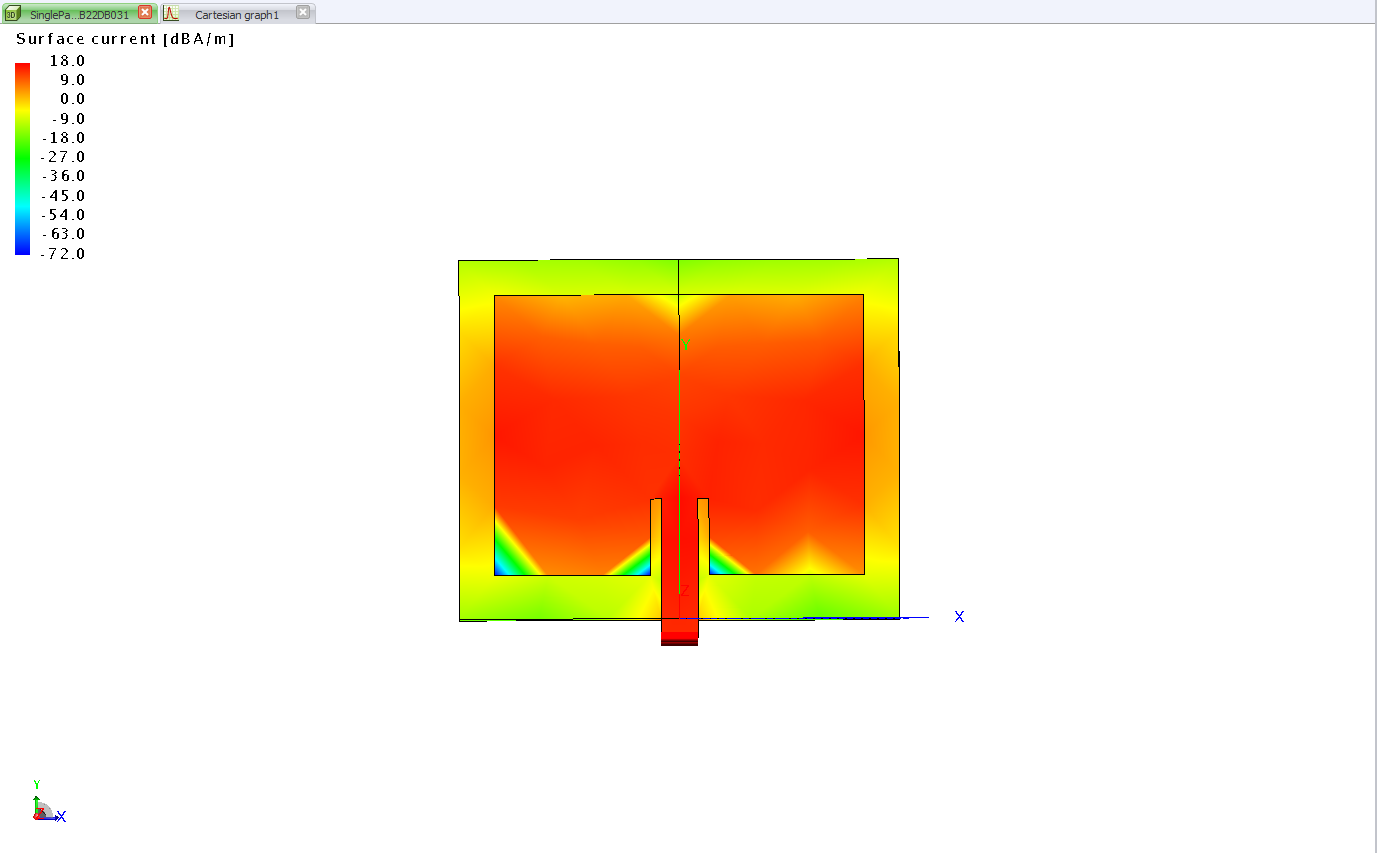 SinglePa...B22DB031
Cartesian graph1
Surface current [dBA/m]
18.0
9.0
0.0
-9.0
-18.0
-27.0
-36.0
-45.0
-54.0
-63.0
-72.0
Y
Z
X
Y
Z
X